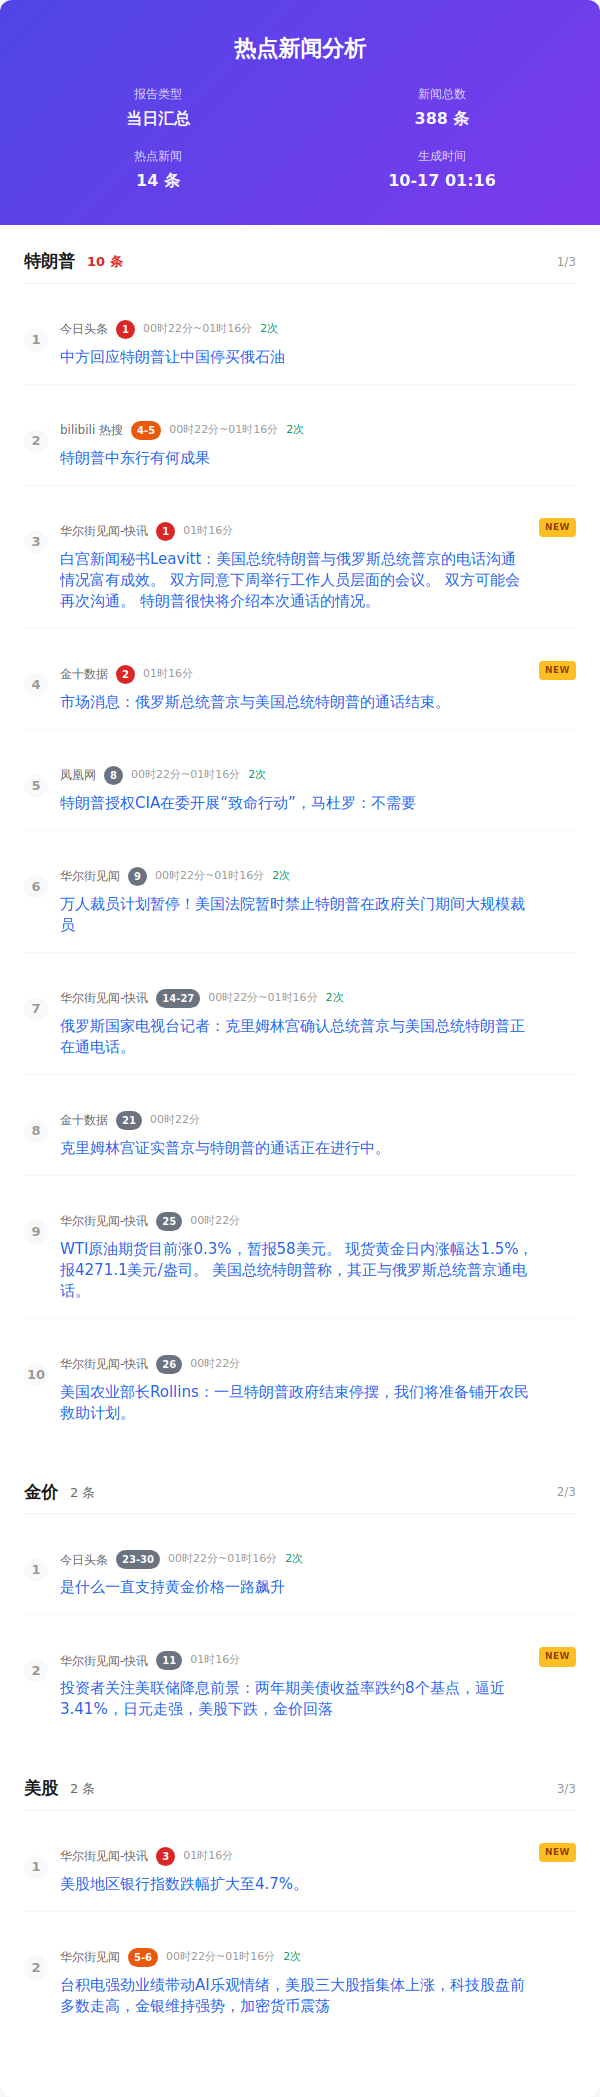 热点新闻分析
报告类型
当日汇总
新闻总数
388 条
热点新闻
14 条
生成时间
10-17 01:16
特朗普 10 条 1/3
1
今日头条 1 00时22分~01时16分 2次
中方回应特朗普让中国停买俄石油
2
bilibili 热搜 4-5 00时22分~01时16分 2次
特朗普中东行有何成果
3
华尔街见闻-快讯 1 01时16分 NEW
白宫新闻秘书Leavitt：美国总统特朗普与俄罗斯总统普京的电话沟通
情况富有成效。 双方同意下周举行工作人员层面的会议。 双方可能会
再次沟通。 特朗普很快将介绍本次通话的情况。
4
金十数据 2 01时16分 NEW
市场消息：俄罗斯总统普京与美国总统特朗普的通话结束。
5
凤凰网 8 00时22分~01时16分 2次
特朗普授权CIA在委开展“致命行动”，马杜罗：不需要
6
华尔街见闻 9 00时22分~01时16分 2次
万人裁员计划暂停！美国法院暂时禁止特朗普在政府关门期间大规模裁
员
7
华尔街见闻-快讯 14-27 00时22分~01时16分 2次
俄罗斯国家电视台记者：克里姆林宫确认总统普京与美国总统特朗普正
在通电话。
8
金十数据 21 00时22分
克里姆林宫证实普京与特朗普的通话正在进行中。
9
华尔街见闻-快讯 25 00时22分
WTI原油期货目前涨0.3%，暂报58美元。 现货黄金日内涨幅达1.5%，
报4271.1美元/盎司。 美国总统特朗普称，其正与俄罗斯总统普京通电
话。
10
华尔街见闻-快讯 26 00时22分
美国农业部长Rollins：一旦特朗普政府结束停摆，我们将准备铺开农民
救助计划。
金价 2 条 2/3
1
今日头条 23-30 00时22分~01时16分 2次
是什么一直支持黄金价格一路飙升
2
华尔街见闻-快讯 11 01时16分 NEW
投资者关注美联储降息前景：两年期美债收益率跌约8个基点，逼近
3.41%，日元走强，美股下跌，金价回落
美股 2 条 3/3
1
华尔街见闻-快讯 3 01时16分 NEW
美股地区银行指数跌幅扩大至4.7%。
2
华尔街见闻 5-6 00时22分~01时16分 2次
台积电强劲业绩带动AI乐观情绪，美股三大股指集体上涨，科技股盘前
多数走高，金银维持强势，加密货币震荡